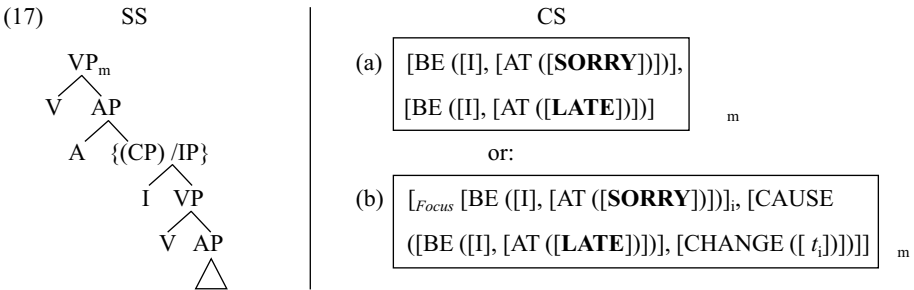 (17) SS CS
VPm
V AP
A {(CP) /IP}
I VP
V AP
(a) [BE ([I], [AT ([SORRY])])],
[BE ([I], [AT ([LATE])])]
m
or:
(b) [Focus [BE ([I], [AT ([SORRY])])]i, [CAUSE
([BE ([I], [AT ([LATE])])], [CHANGE ([ ti])])]]
m